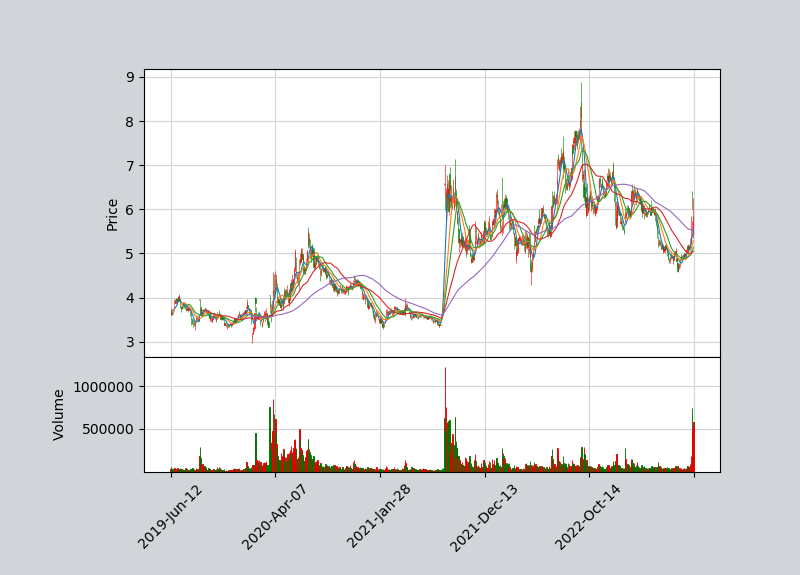 9
8
7
6
5
4
3
Price
1000000
500000
Volume
2019-Jun-12
2020-Apr-07
2021-Jan-28
2021-Dec-13
2022-Oct-14